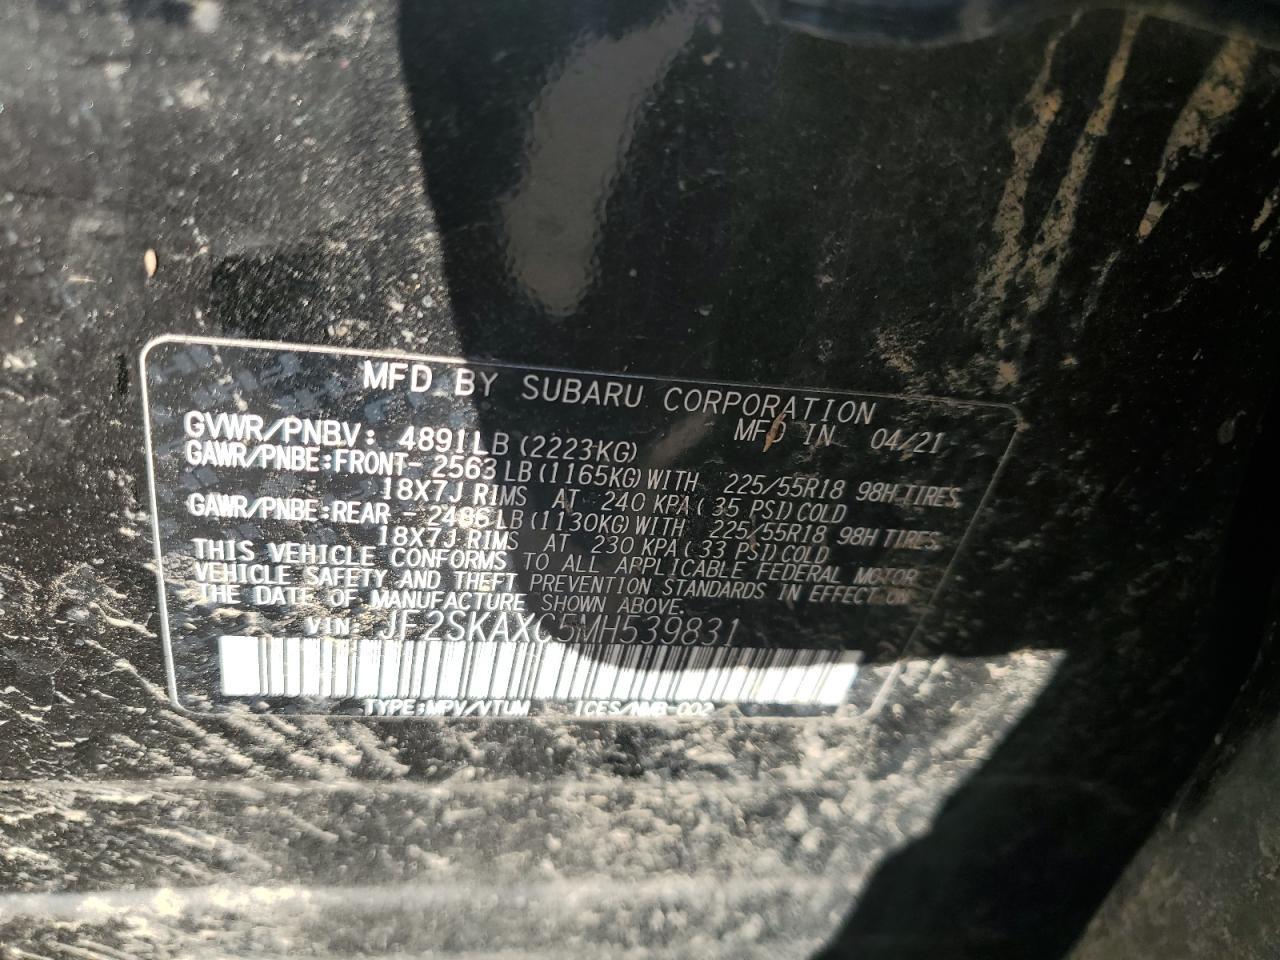 MFD BY SUBARU CORPORATION
MFD IN 04/21
GVWR/PNBV: 4891LB (2223KG)
GAWR/PNBE:FRONT- 2563LB (1165KG) WITH 225/55R18 98H TIRES
18X7J RIMS AT 240 KPA ( 35 PSI) COLD
GAWR/PNBE:REAR - 2486LB (1130KG) WITH 225/55R18 98H TIRES
18X7J RIMS AT 230 KPA ( 33 PSI) COLD
THIS VEHICLE CONFORMS TO ALL APPLICABLE FEDERAL MOTOR
VEHICLE SAFETY AND THEFT PREVENTION STANDARDS IN EFFECT ON
THE DATE OF MANUFACTURE SHOWN ABOVE.
VIN: JF2SKAXC5MH539831
TYPE:MPV/VTUM ICES/NMB-002